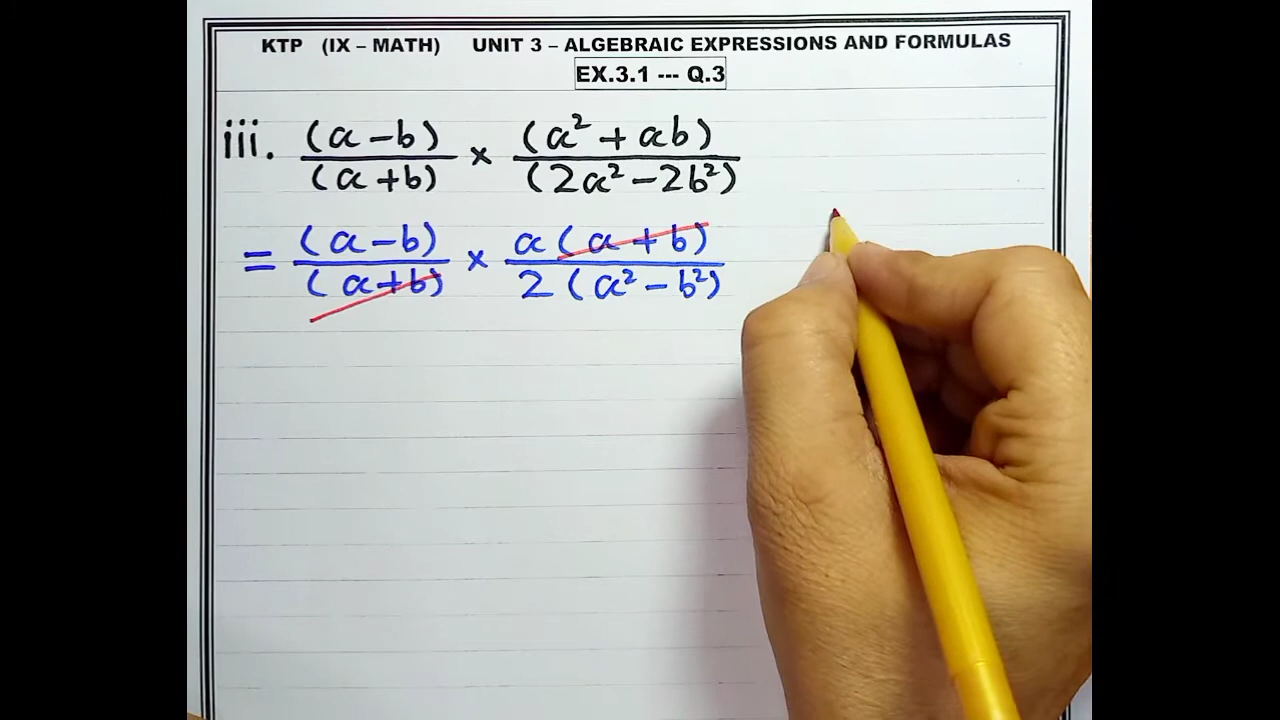 KTP (IX – MATH) UNIT 3 – ALGEBRAIC EXPRESSIONS AND FORMULAS
EX.3.1 --- Q.3
iii. (a - b) / (a + b) × (a² + ab) / (2a² - 2b²)
= (a - b) / (a + b) × a (a + b) / 2 (a² - b²)